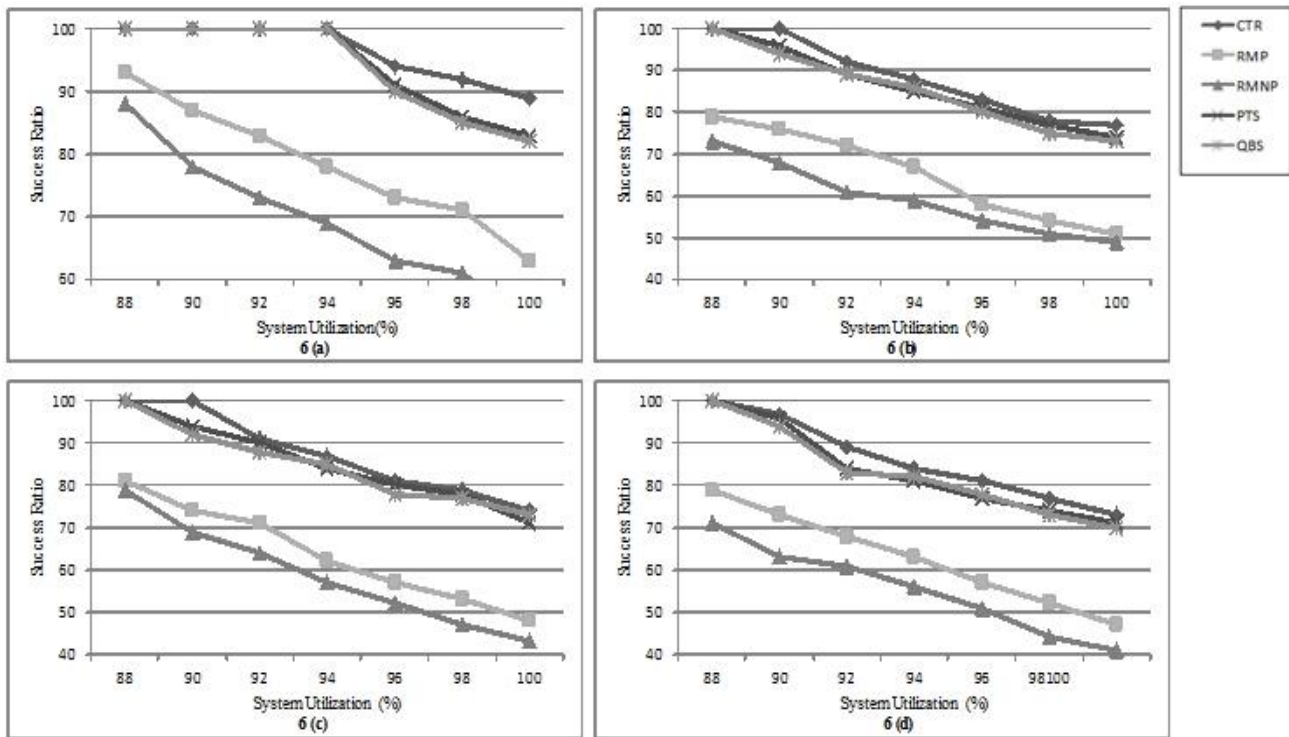 100
90
80
70
60
Success Ratio
88 90 92 94 96 98 100
System Utilization(%)
6 (a)
100
90
80
70
60
50
40
Success Ratio
88 90 92 94 96 98 100
System Utilization (%)
6 (b)
CTR
RMP
RMNP
PTS
QBS
100
90
80
70
60
50
40
Success Ratio
88 90 92 94 96 98 100
System Utilization (%)
6 (c)
100
90
80
70
60
50
40
Success Ratio
88 90 92 94 96 98100
System Utilization (%)
6 (d)